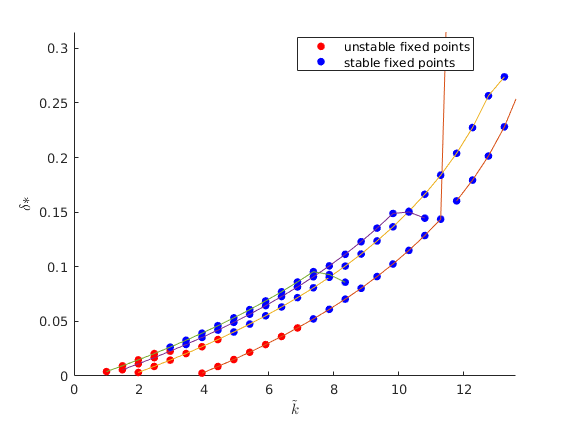 unstable fixed points
stable fixed points
0.3
0.25
0.2
0.15
0.1
0.05
0
δ*
0 2 4 6 8 10 12
k̃